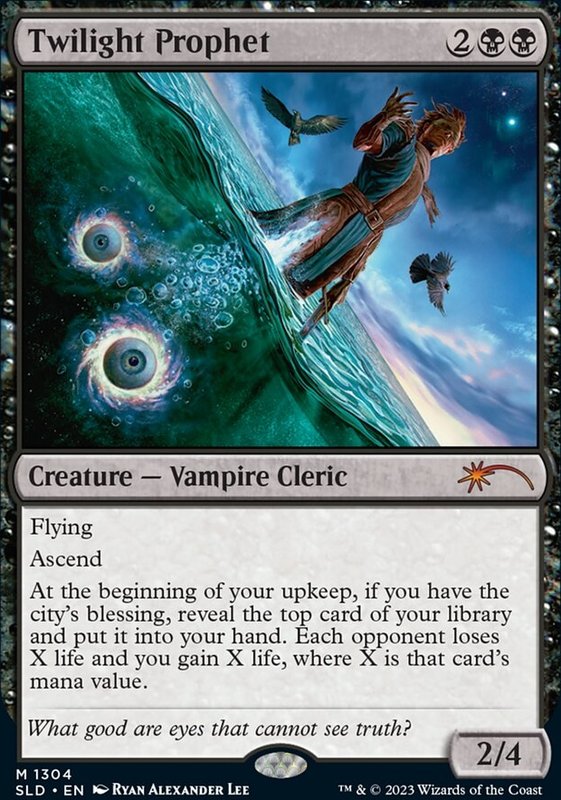 Twilight Prophet 2
Creature — Vampire Cleric
Flying
Ascend
At the beginning of your upkeep, if you have the
city's blessing, reveal the top card of your library
and put it into your hand. Each opponent loses
X life and you gain X life, where X is that card's
mana value.
What good are eyes that cannot see truth?
2/4
M 1304
SLD • EN Ryan Alexander Lee
™ & © 2023 Wizards of the Coast